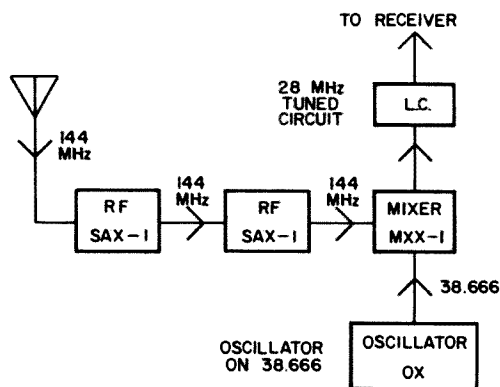 TO RECEIVER
28 MHz
TUNED
CIRCUIT
L.C.
144
MHz
144
MHz
144
MHz
RF
SAX-1
RF
SAX-1
MIXER
MXX-1
38.666
OSCILLATOR
ON 38.666
OSCILLATOR
OX